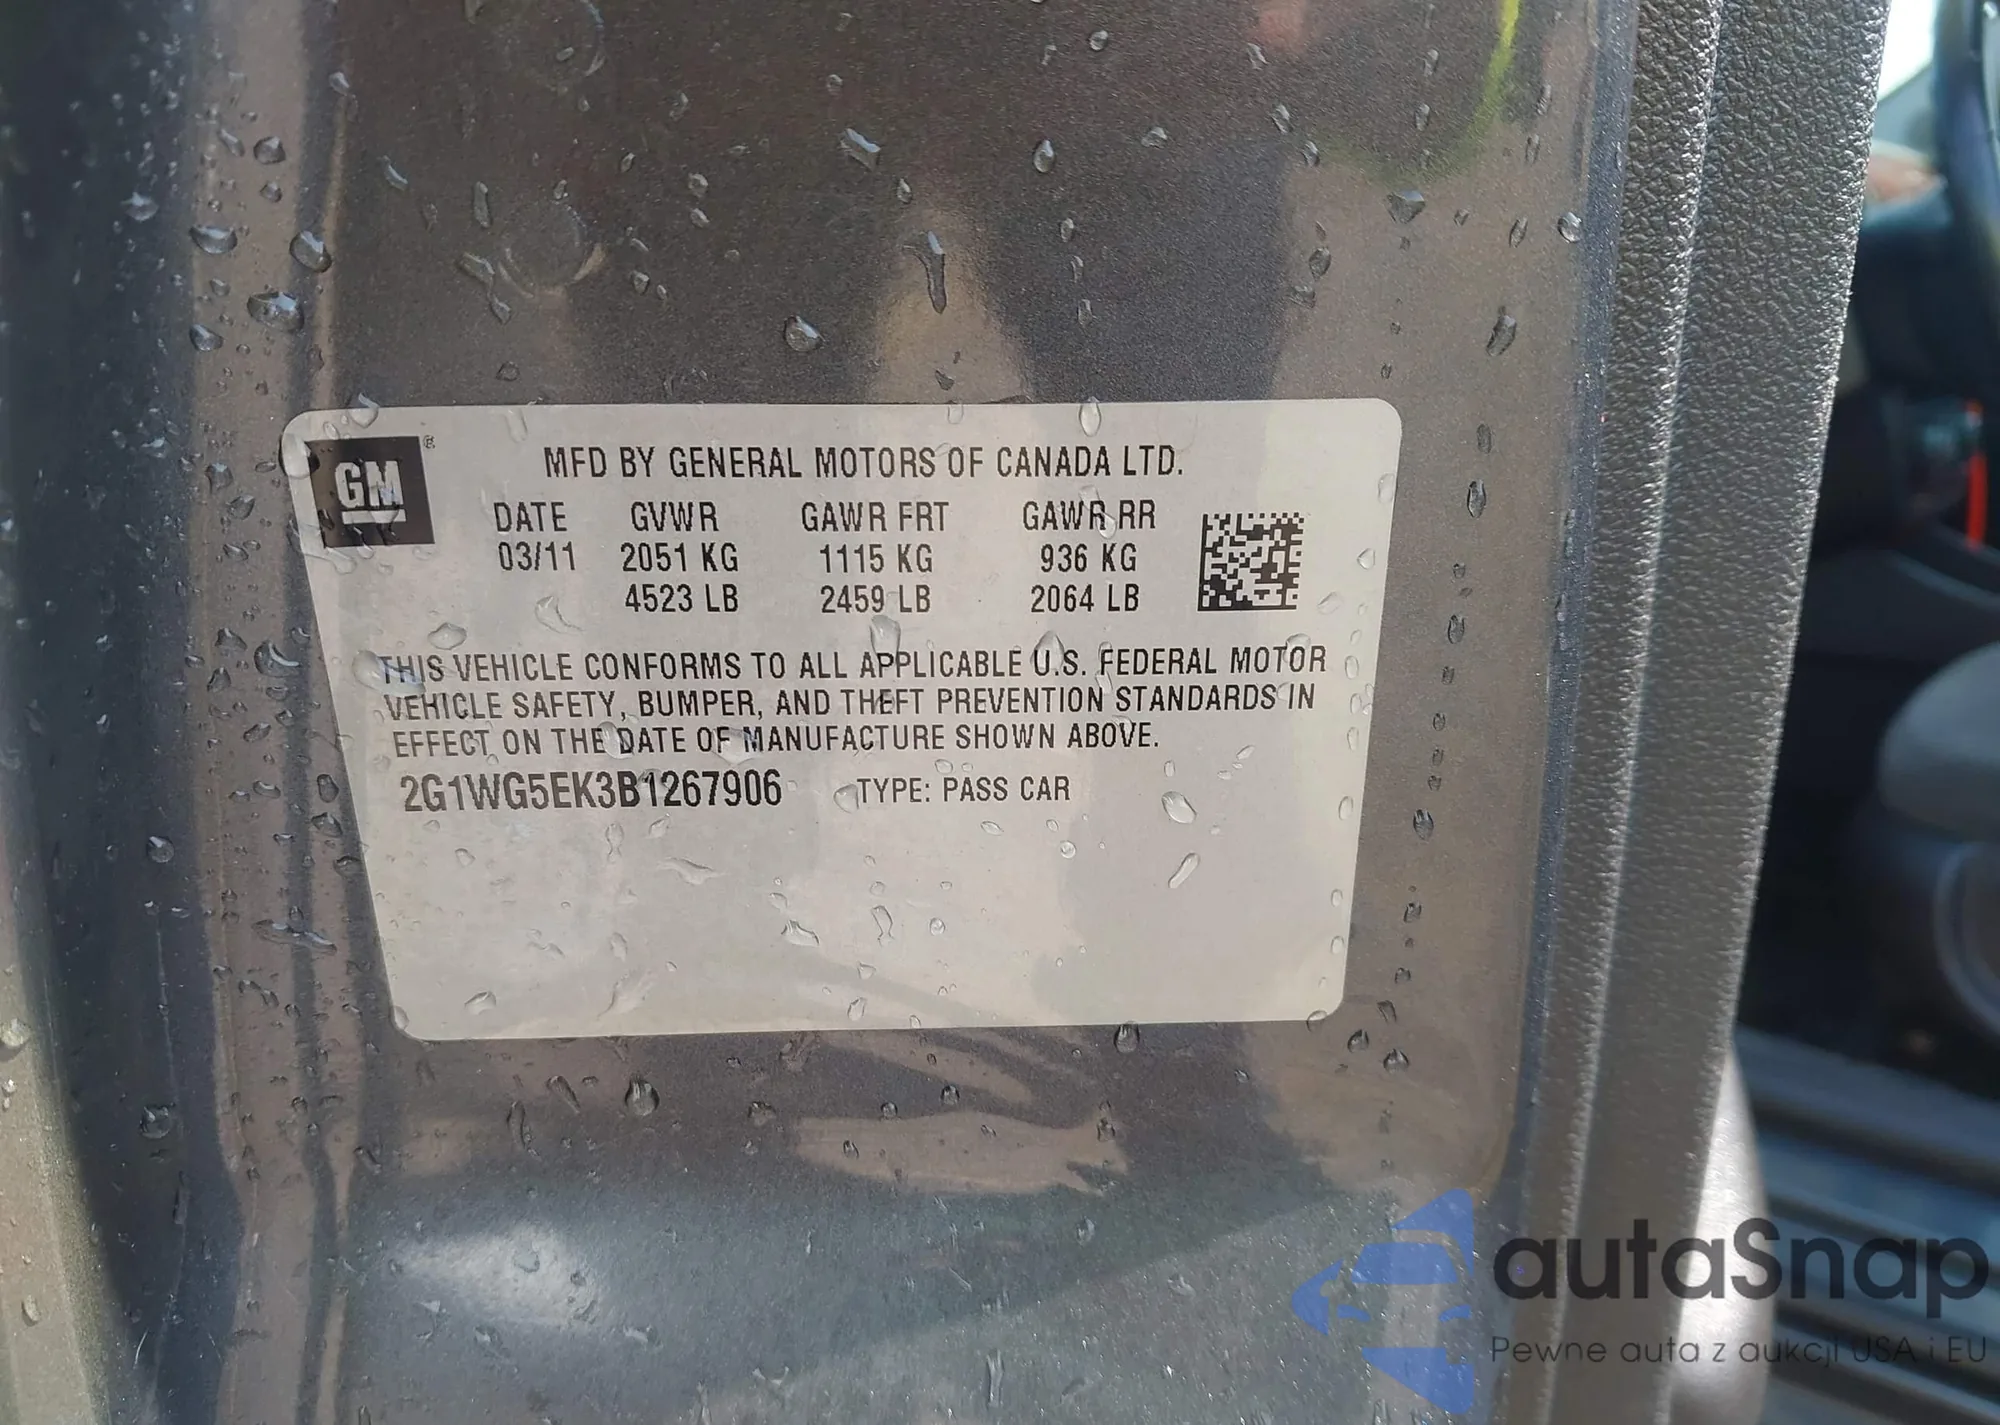 GM ®
MFD BY GENERAL MOTORS OF CANADA LTD.
DATE GVWR GAWR FRT GAWR RR
03/11 2051 KG 1115 KG 936 KG
4523 LB 2459 LB 2064 LB
THIS VEHICLE CONFORMS TO ALL APPLICABLE U.S. FEDERAL MOTOR
VEHICLE SAFETY, BUMPER, AND THEFT PREVENTION STANDARDS IN
EFFECT ON THE DATE OF MANUFACTURE SHOWN ABOVE.
2G1WG5EK3B1267906 TYPE: PASS CAR
autaSnap
Pewne auta z aukcji USA i EU